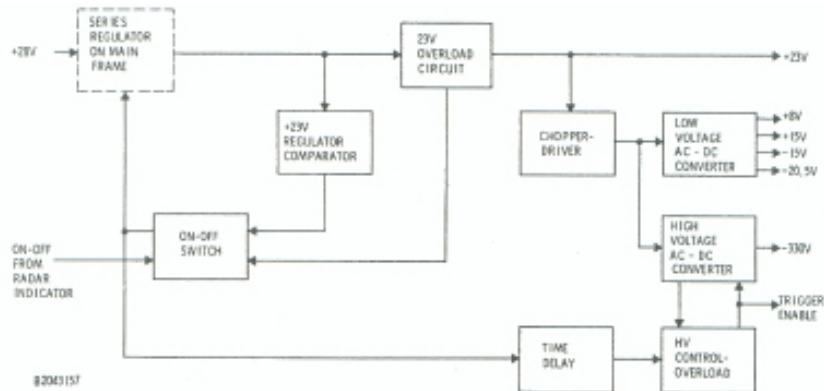 SERIES
REGULATOR
ON MAIN
FRAME
+28V
23V
OVERLOAD
CIRCUIT
+23V
+23V
REGULATOR
COMPARATOR
CHOPPER-
DRIVER
LOW
VOLTAGE
AC - DC
CONVERTER
+8V
+15V
-15V
-20.5V
ON-OFF
SWITCH
ON-OFF
FROM
RADAR
INDICATOR
HIGH
VOLTAGE
AC - DC
CONVERTER
-330V
TRIGGER
ENABLE
TIME
DELAY
HV
CONTROL-
OVERLOAD
B2043157